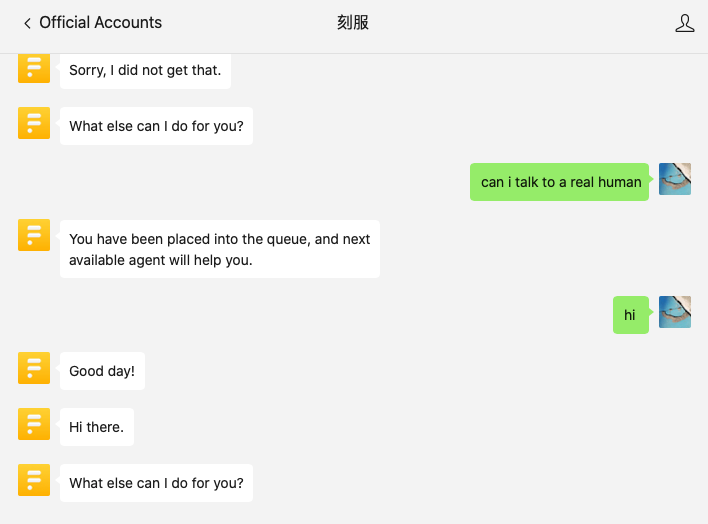 Official Accounts
刻服
Sorry, I did not get that.
What else can I do for you?
can i talk to a real human
You have been placed into the queue, and next
available agent will help you.
hi
Good day!
Hi there.
What else can I do for you?